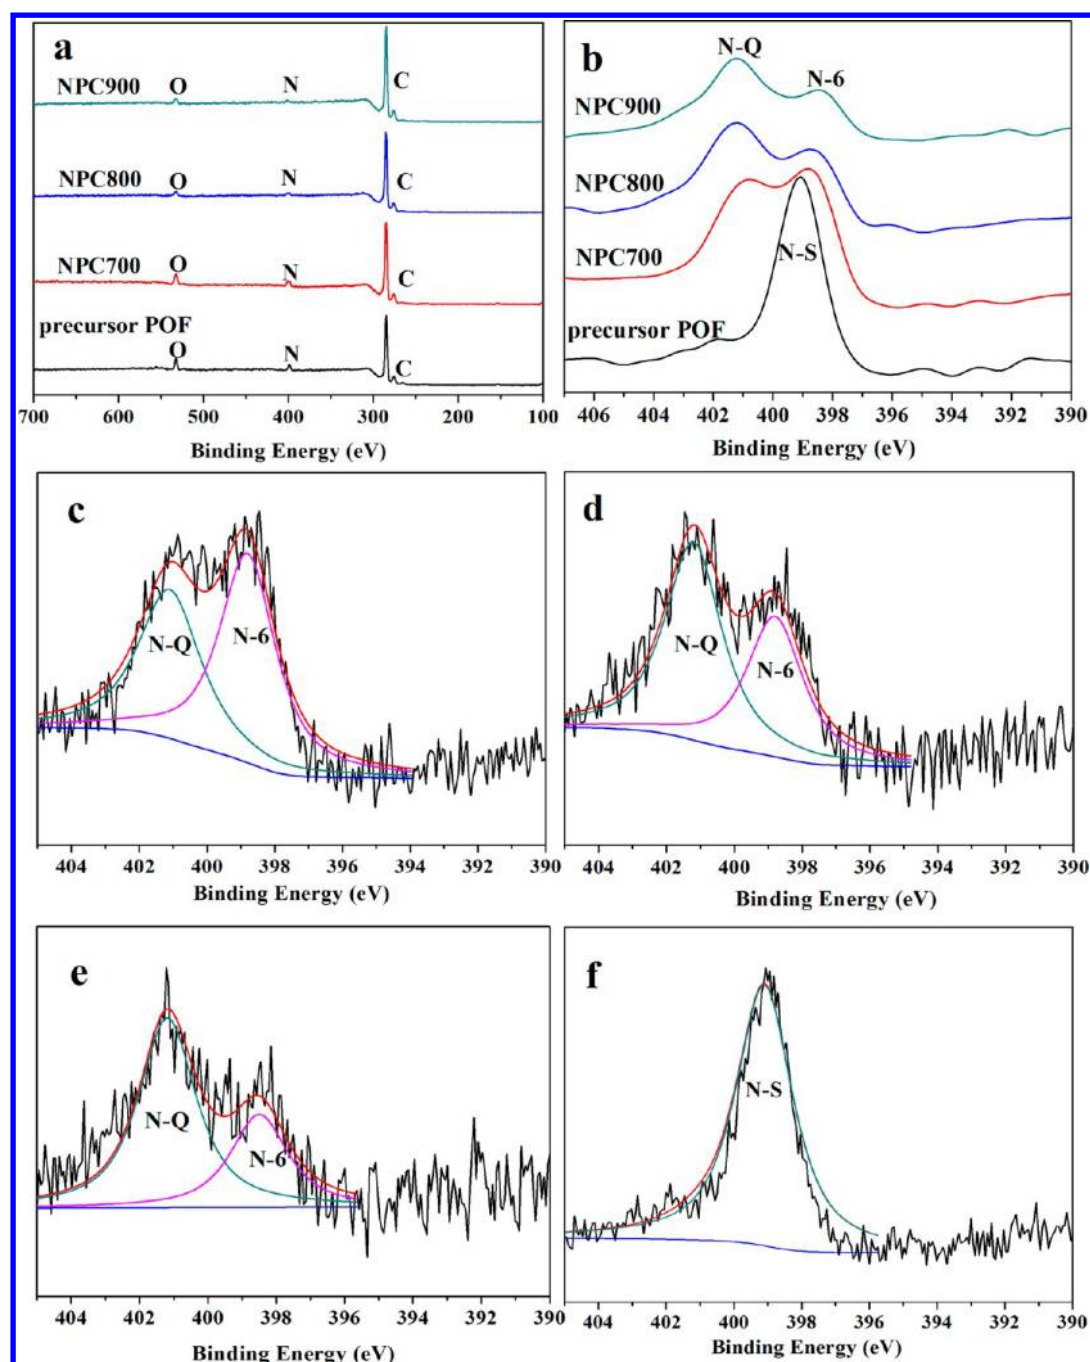 a
NPC900
O
N
C
NPC800
O
N
C
NPC700
O
N
C
precursor POF
O
N
C
700 600 500 400 300 200 100
Binding Energy (eV)
b
N-Q
N-6
NPC900
NPC800
NPC700
N-S
precursor POF
406 404 402 400 398 396 394 392 390
Binding Energy (eV)
c
N-Q
N-6
404 402 400 398 396 394 392 390
Binding Energy (eV)
d
N-Q
N-6
404 402 400 398 396 394 392 390
Binding Energy (eV)
e
N-Q
N-6
404 402 400 398 396 394 392 390
Binding Energy (eV)
f
N-S
404 402 400 398 396 394 392 390
Binding Energy (eV)